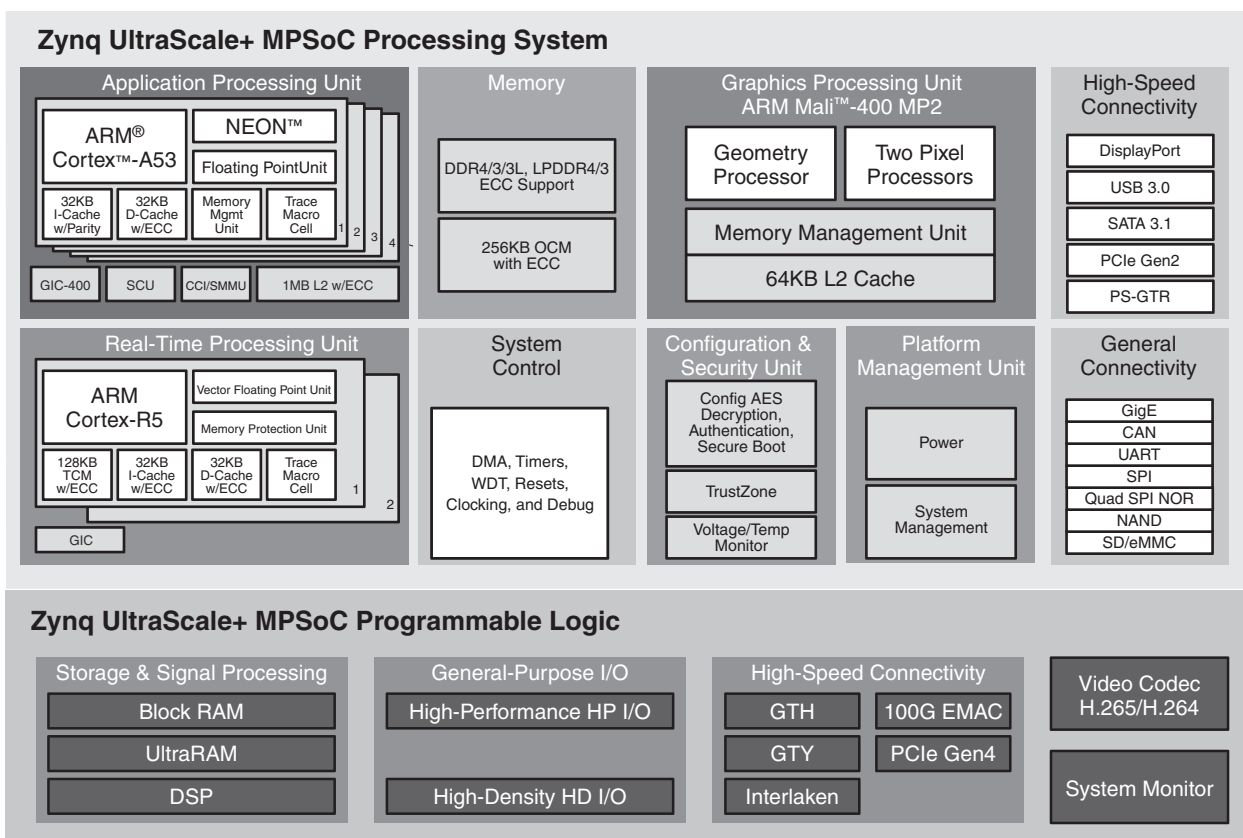 Zynq UltraScale+ MPSoC Processing System
Application Processing Unit
ARM®
Cortex™-A53
NEON™
Floating PointUnit
32KB
I-Cache
w/Parity
32KB
D-Cache
w/ECC
Memory
Mgmt
Unit
Trace
Macro
Cell
1
2
3
4
GIC-400
SCU
CCI/SMMU
1MB L2 w/ECC
Memory
DDR4/3/3L, LPDDR4/3
ECC Support
256KB OCM
with ECC
Graphics Processing Unit
ARM Mali™-400 MP2
Geometry
Processor
Two Pixel
Processors
Memory Management Unit
64KB L2 Cache
High-Speed
Connectivity
DisplayPort
USB 3.0
SATA 3.1
PCIe Gen2
PS-GTR
Real-Time Processing Unit
ARM
Cortex-R5
Vector Floating Point Unit
Memory Protection Unit
128KB
TCM
w/ECC
32KB
I-Cache
w/ECC
32KB
D-Cache
w/ECC
Trace
Macro
Cell
1
2
GIC
System
Control
DMA, Timers,
WDT, Resets,
Clocking, and Debug
Configuration &
Security Unit
Config AES
Decryption,
Authentication,
Secure Boot
TrustZone
Voltage/Temp
Monitor
Platform
Management Unit
Power
System
Management
General
Connectivity
GigE
CAN
UART
SPI
Quad SPI NOR
NAND
SD/eMMC
Zynq UltraScale+ MPSoC Programmable Logic
Storage & Signal Processing
Block RAM
UltraRAM
DSP
General-Purpose I/O
High-Performance HP I/O
High-Density HD I/O
High-Speed Connectivity
GTH
100G EMAC
GTY
PCIe Gen4
Interlaken
Video Codec
H.265/H.264
System Monitor